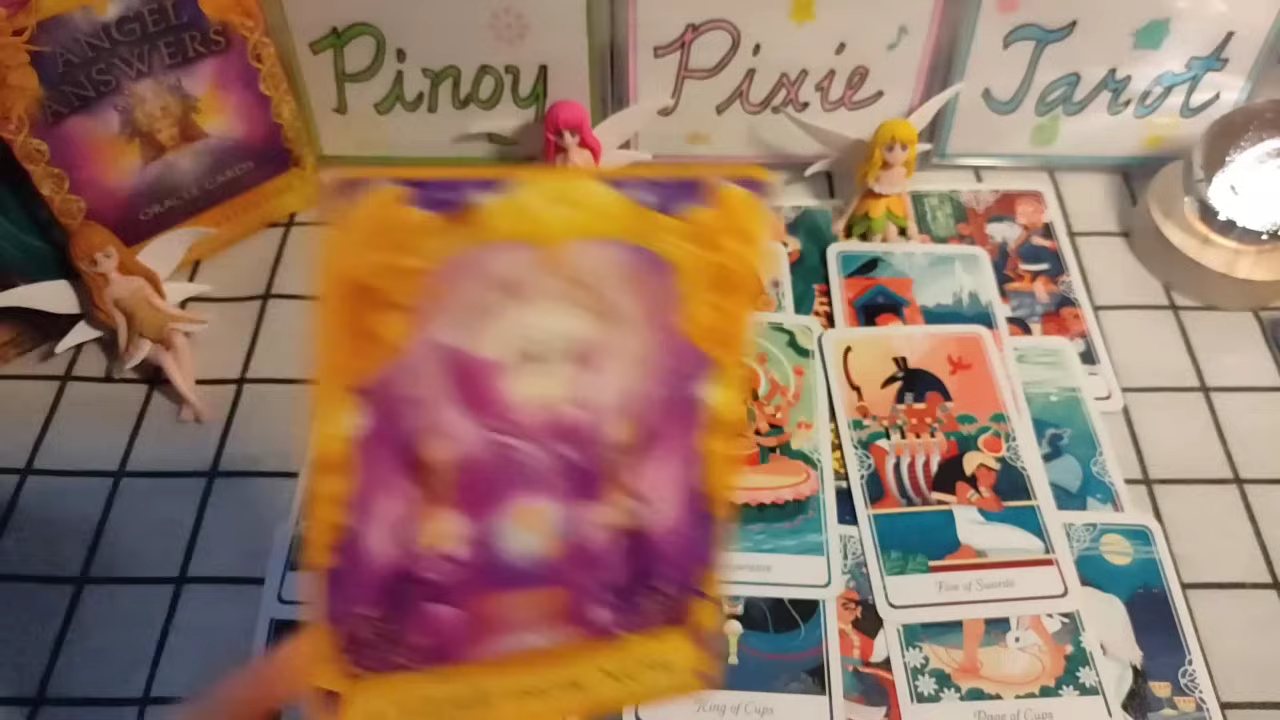 ANGEL
ANSWERS
ORACLE CARDS
Pinoy
Pixie
Tarot
Five of Swords
King of Cups
Page of Cups